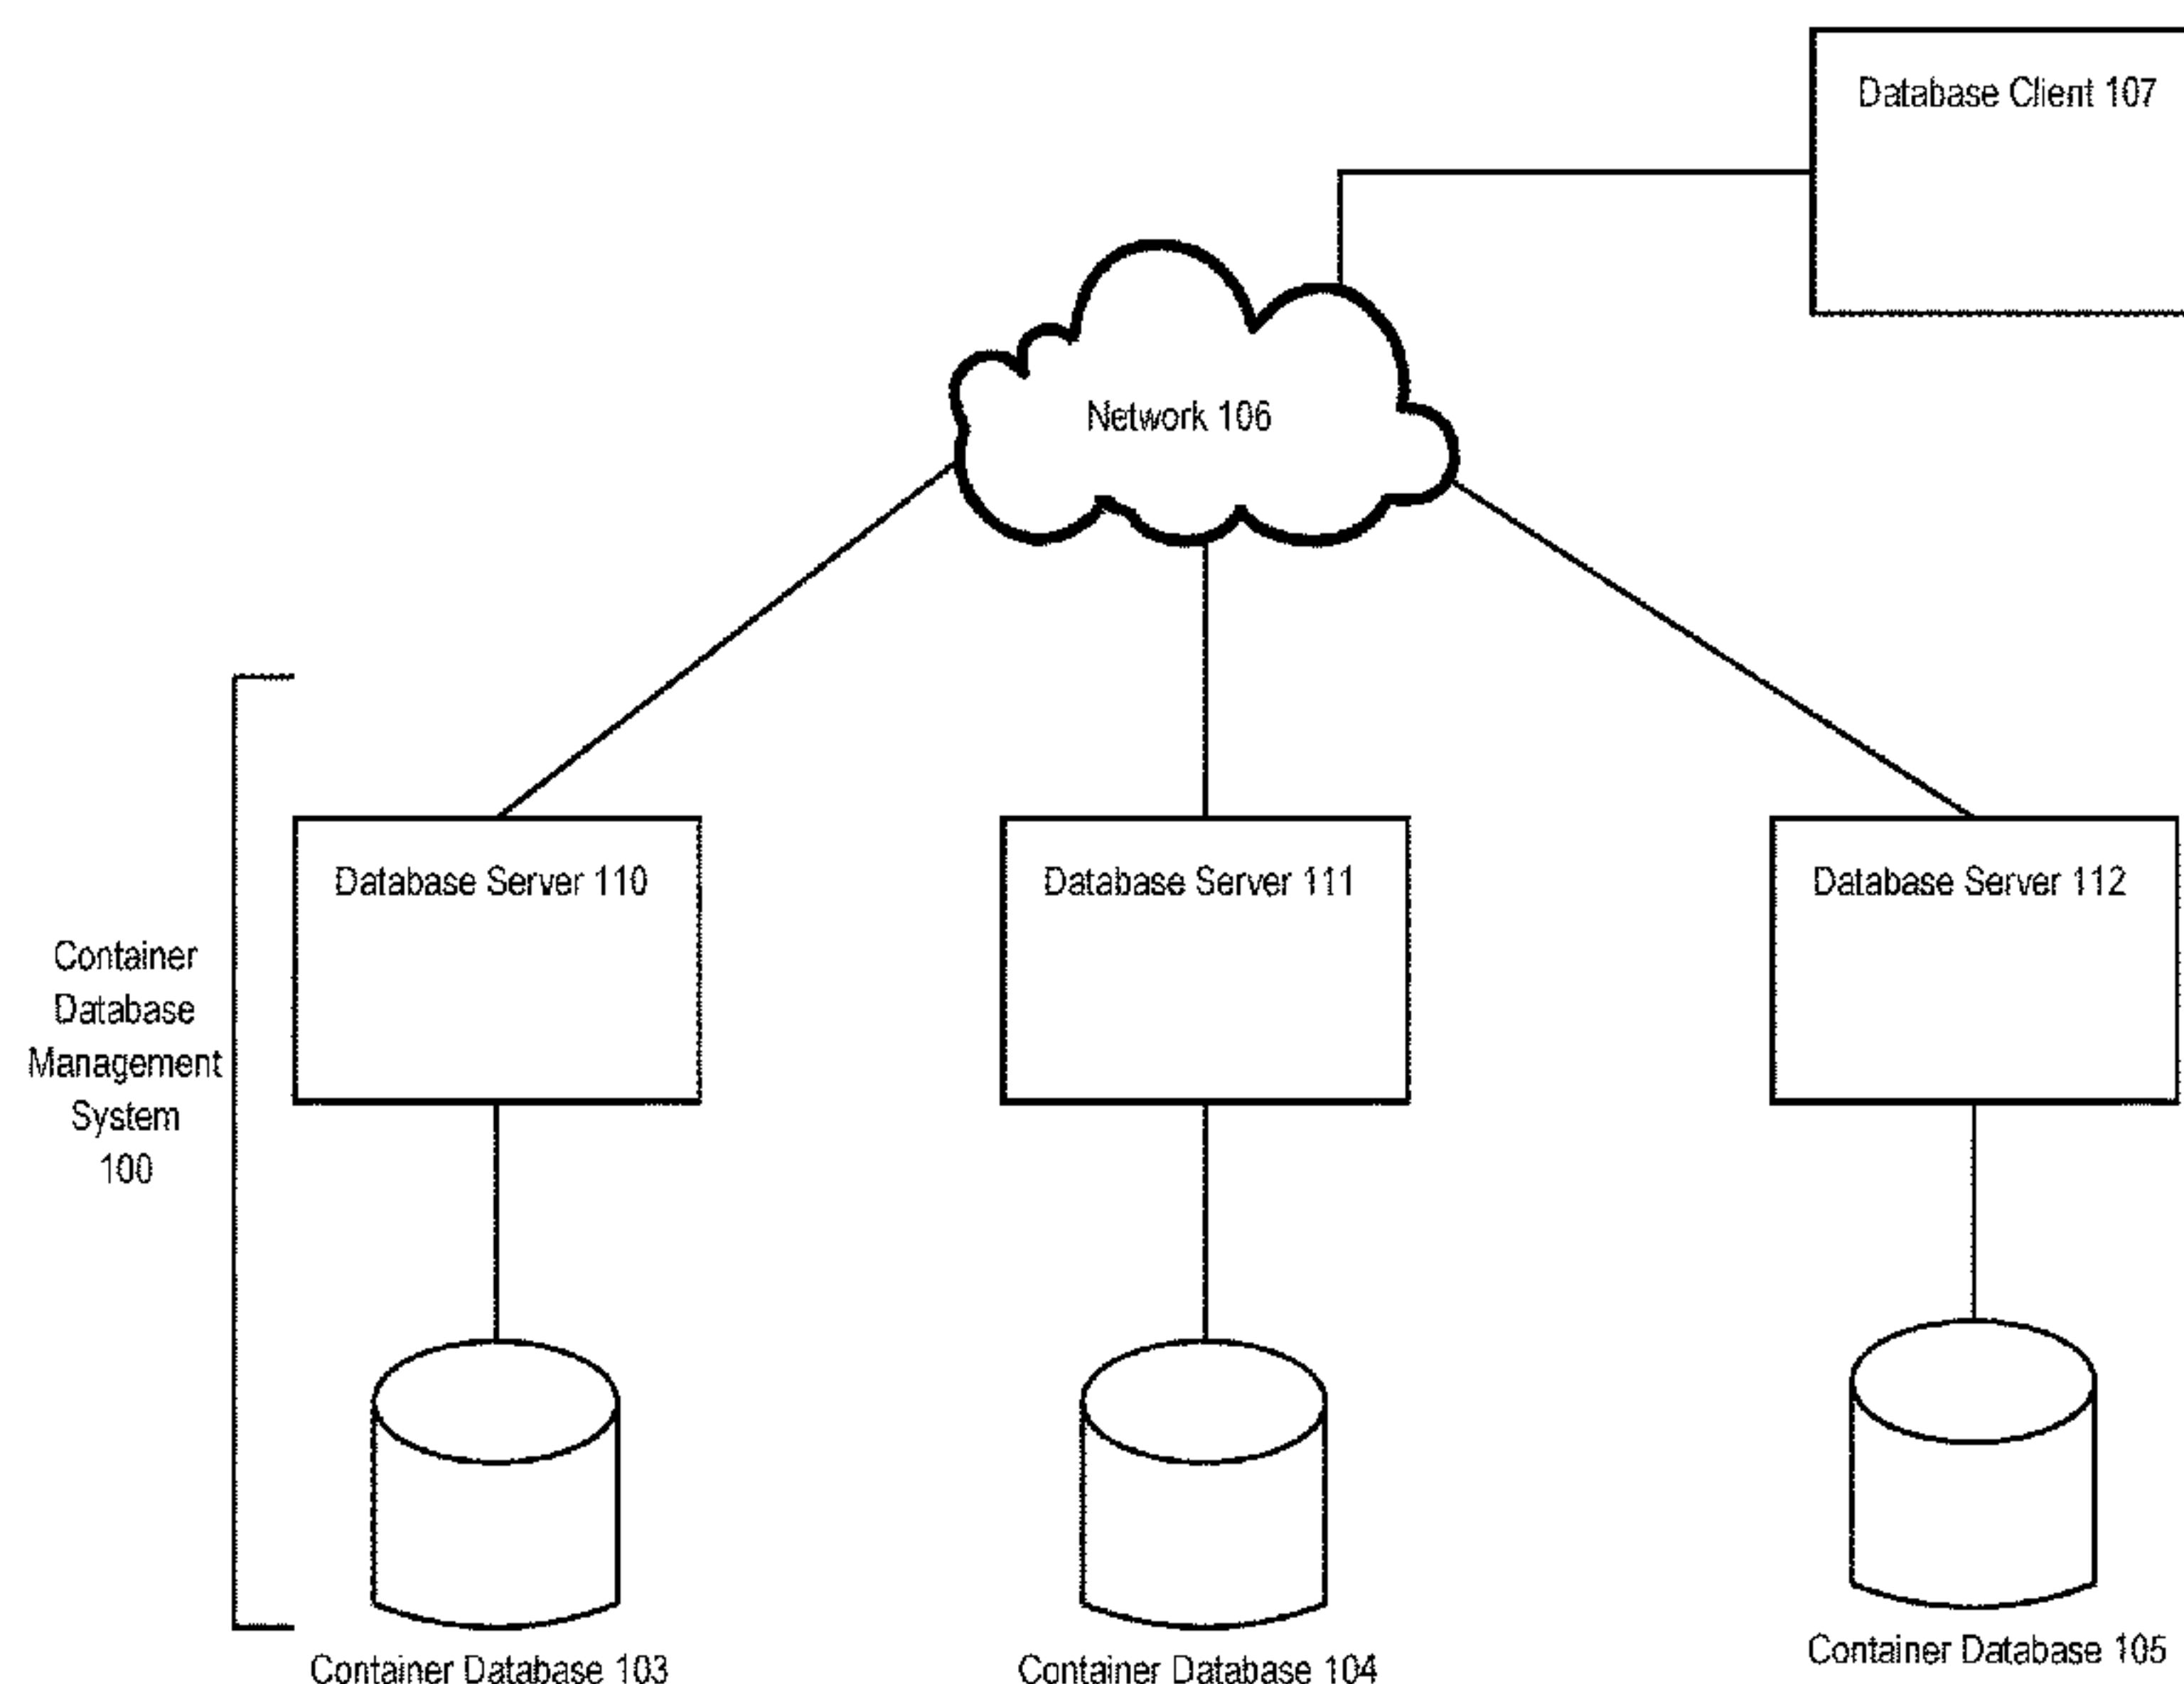 Database Client 107
Network 106
Database Server 110
Database Server 111
Database Server 112
Container
Database
Management
System
100
Container Database 103
Container Database 104
Container Database 105